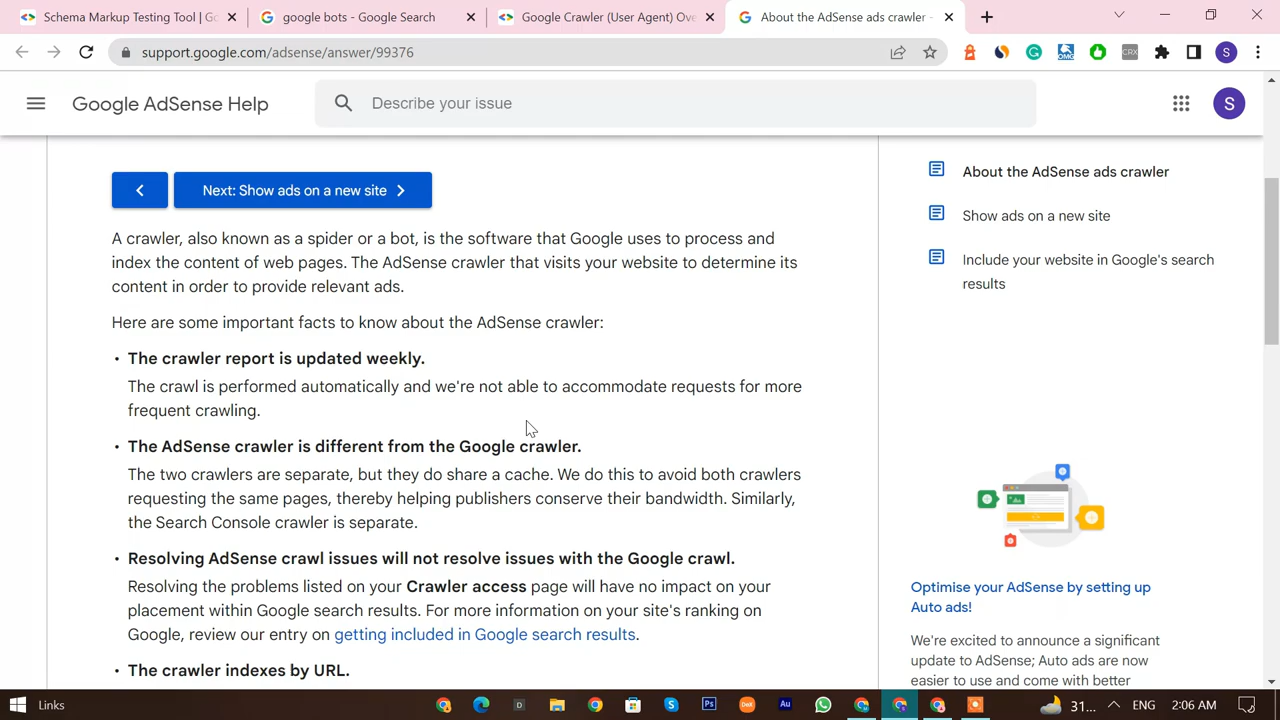 Schema Markup Testing Tool | Go
google bots - Google Search
Google Crawler (User Agent) Ove
About the AdSense ads crawler -
support.google.com/adsense/answer/99376
S
Google AdSense Help
Describe your issue
S
Next: Show ads on a new site
A crawler, also known as a spider or a bot, is the software that Google uses to process and
index the content of web pages. The AdSense crawler that visits your website to determine its
content in order to provide relevant ads.
Here are some important facts to know about the AdSense crawler:
• The crawler report is updated weekly.
The crawl is performed automatically and we're not able to accommodate requests for more
frequent crawling.
• The AdSense crawler is different from the Google crawler.
The two crawlers are separate, but they do share a cache. We do this to avoid both crawlers
requesting the same pages, thereby helping publishers conserve their bandwidth. Similarly,
the Search Console crawler is separate.
• Resolving AdSense crawl issues will not resolve issues with the Google crawl.
Resolving the problems listed on your Crawler access page will have no impact on your
placement within Google search results. For more information on your site's ranking on
Google, review our entry on getting included in Google search results.
• The crawler indexes by URL.
About the AdSense ads crawler
Show ads on a new site
Include your website in Google's search
results
Optimise your AdSense by setting up
Auto ads!
We're excited to announce a significant
update to AdSense; Auto ads are now
easier to use and come with better
Links
31...
ENG
2:06 AM